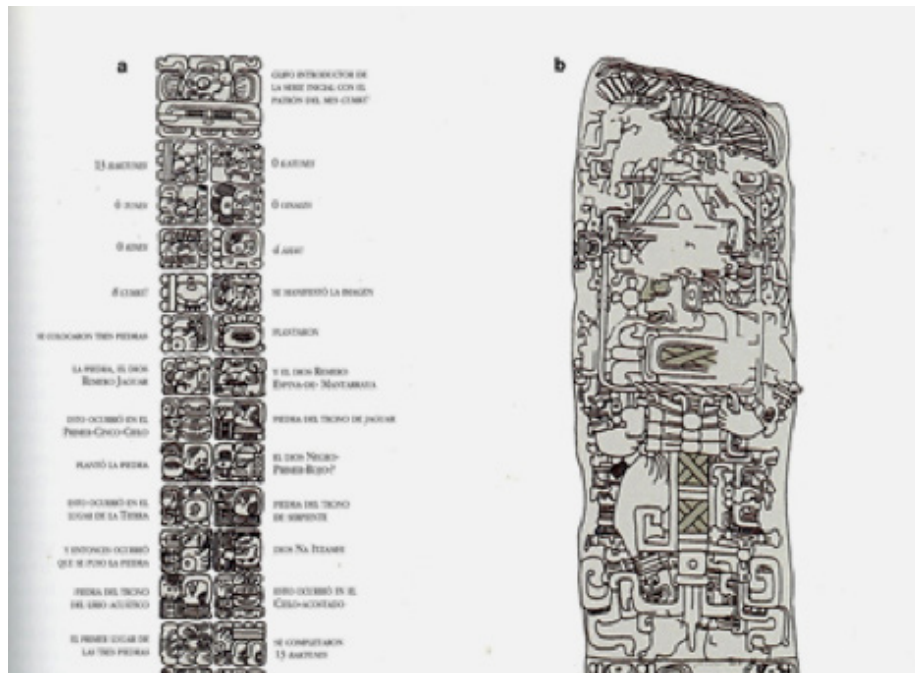 a
GLIFO INTRODUCTOR DE
LA SERIE INICIAL CON EL
PATRÓN DEL MES CUMKU
13 BAKTUNES
0 KATUNES
0 TUNES
0 UINALES
0 KINES
4 AHAU
8 CUMKU
SE MANIFESTÓ LA IMAGEN
SE COLOCARON TRES PIEDRAS
PLANTARON
LA PIEDRA, EL DIOS
REMERO JAGUAR
Y EL DIOS REMERO
ESPINA-DE- MANTARRAYA
ESTO OCURRIÓ EN EL
PRIMER-CINCO-CIELO
PIEDRA DEL TRONO DE JAGUAR
PLANTÓ LA PIEDRA
EL DIOS NEGRO-
ESTO OCURRIÓ EN EL
LUGAR DE LA TIERRA
PIEDRA DEL TRONO
DE SERPIENTE
Y ENTONCES OCURRIÓ
QUE SE PUSO LA PIEDRA
DIOS NA ITZAMHI
PIEDRA DEL TRONO
DEL LIRIO ACUÁTICO
ESTO OCURRIÓ EN EL
CIELO-ACOSTADO
EL PRIMER LUGAR DE
LAS TRES PIEDRAS
SE COMPLETARON
13 BAKTUNES
b